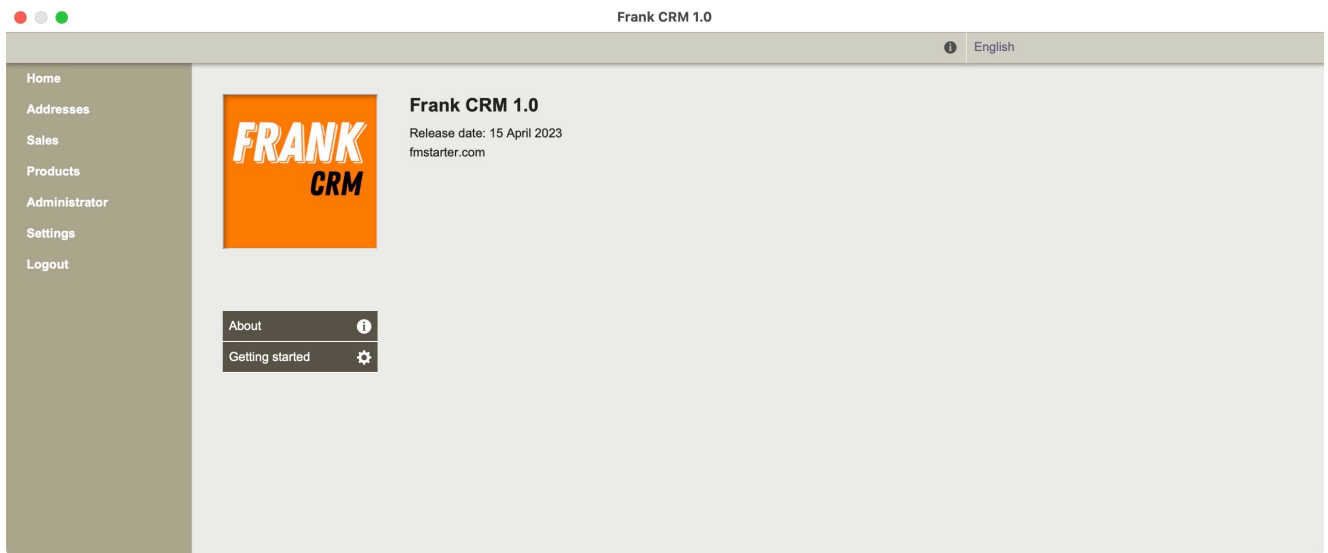 Frank CRM 1.0
English
Home
Addresses
Sales
Products
Administrator
Settings
Logout
FRANK
CRM
Frank CRM 1.0
Release date: 15 April 2023
fmstarter.com
About
Getting started